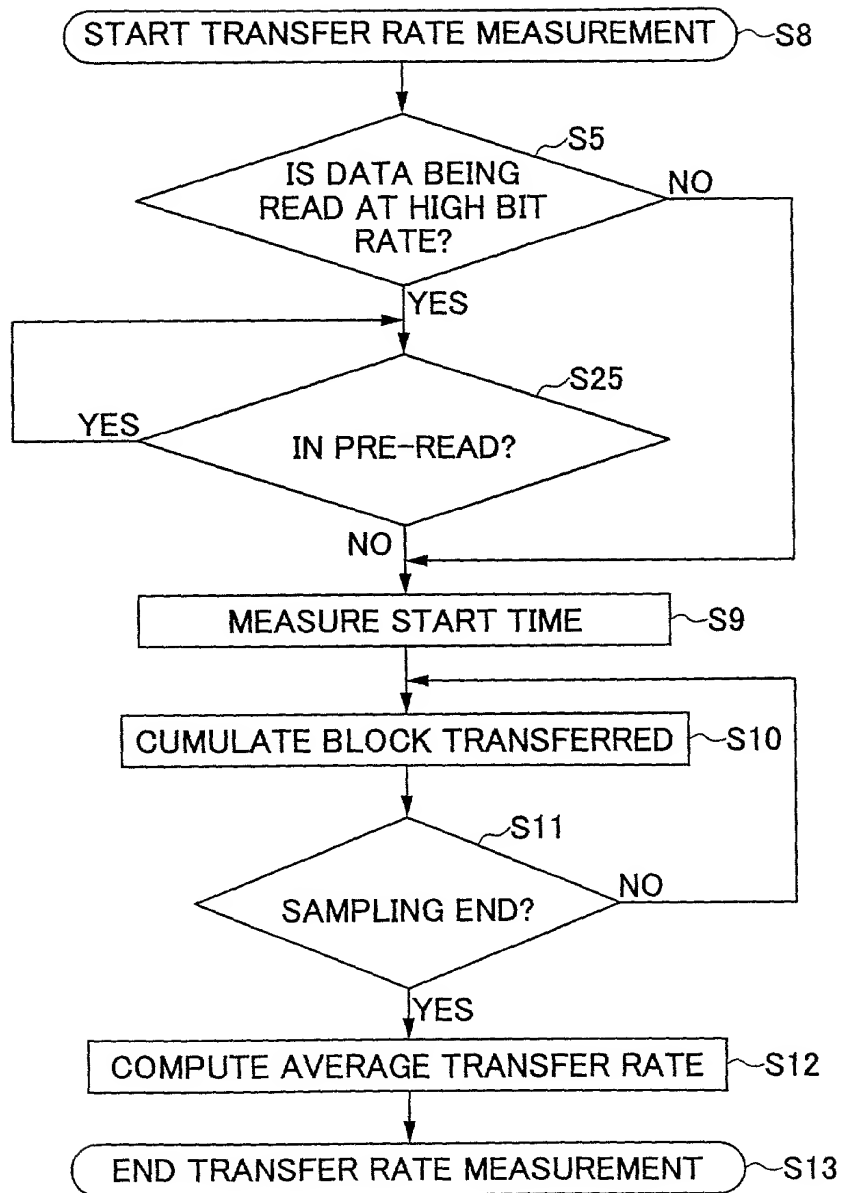 START TRANSFER RATE MEASUREMENT S8
S5
IS DATA BEING
READ AT HIGH BIT
RATE?
NO
YES
S25
YES
IN PRE-READ?
NO
MEASURE START TIME S9
CUMULATE BLOCK TRANSFERRED S10
S11
SAMPLING END?
NO
YES
COMPUTE AVERAGE TRANSFER RATE S12
END TRANSFER RATE MEASUREMENT S13